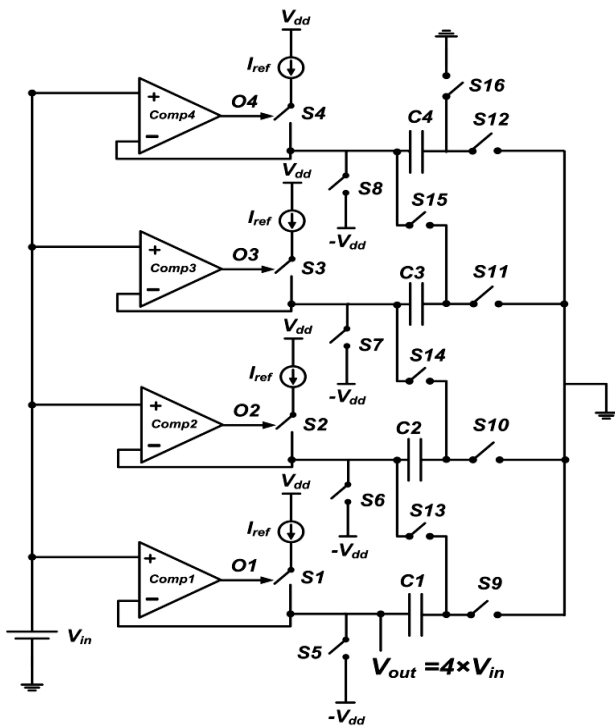 Vdd
Iref
S16
Comp4
O4
S4
C4
S12
Vdd
S8
S15
-Vdd
Iref
Comp3
O3
S3
C3
S11
Vdd
S7
S14
-Vdd
Iref
Comp2
O2
S2
C2
S10
Vdd
S6
S13
-Vdd
Iref
Comp1
O1
S1
C1
S9
Vin
S5
Vout =4×Vin
-Vdd